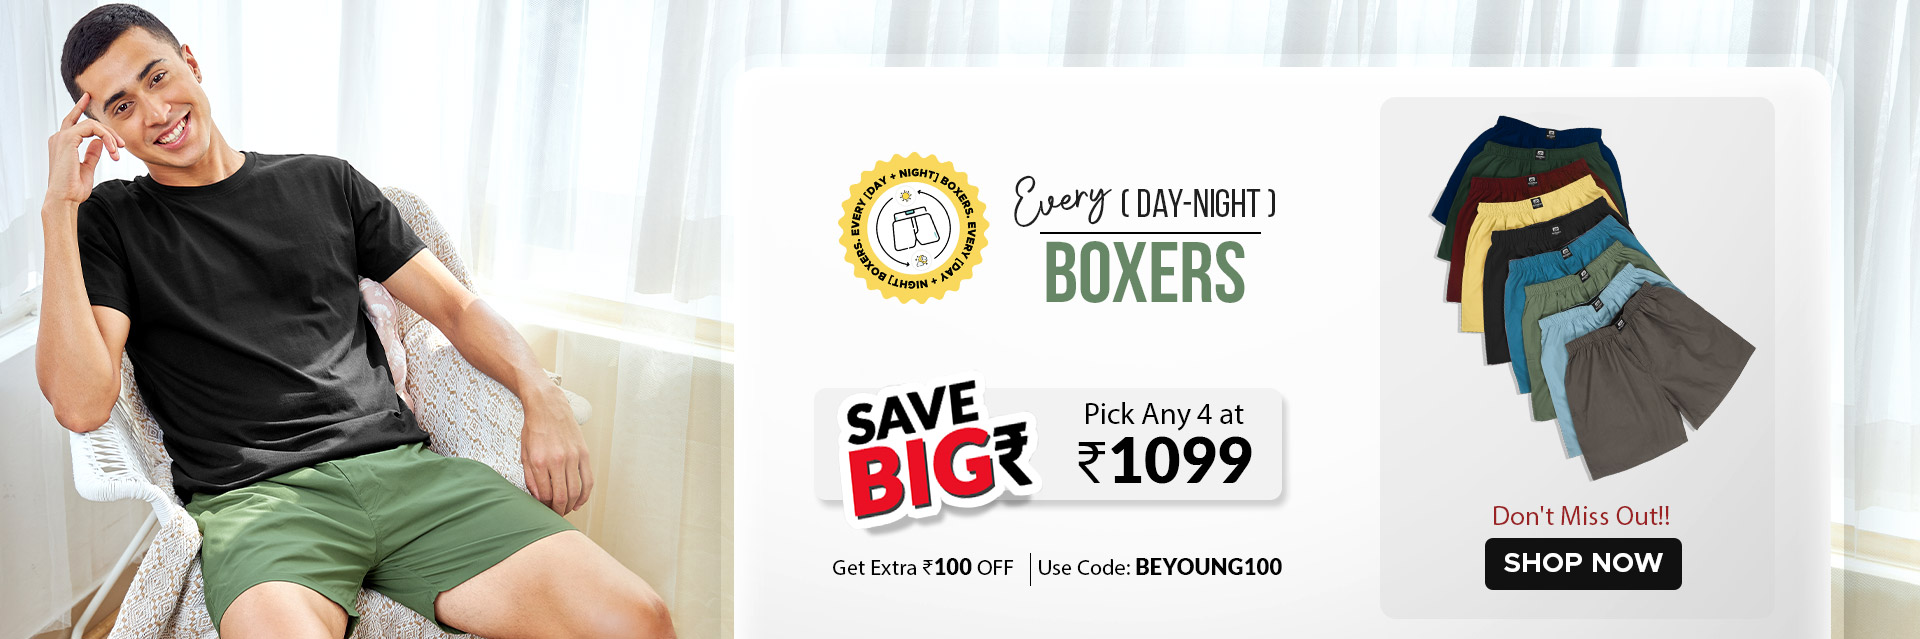 EVERY [DAY + NIGHT] BOXERS. EVERY [DAY + NIGHT] BOXERS.
Every [ DAY-NIGHT ]
BOXERS
SAVE
BIG₹
Pick Any 4 at
₹1099
Get Extra ₹100 OFF | Use Code: BEYOUNG100
Don't Miss Out!!
SHOP NOW